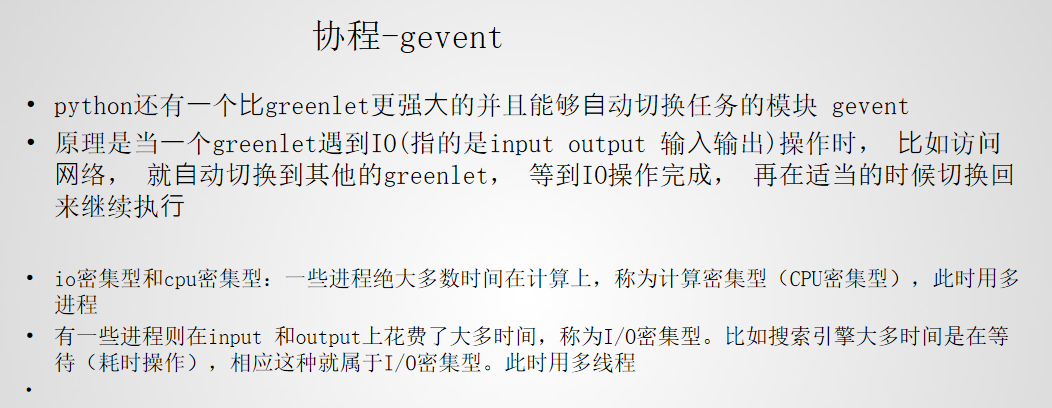 协程-gevent
• python还有一个比greenlet更强大的并且能够自动切换任务的模块 gevent
• 原理是当一个greenlet遇到IO(指的是input output 输入输出)操作时， 比如访问
网络， 就自动切换到其他的greenlet， 等到IO操作完成， 再在适当的时候切换回
来继续执行
• io密集型和cpu密集型：一些进程绝大多数时间在计算上，称为计算密集型（CPU密集型），此时用多
进程
• 有一些进程则在input 和output上花费了大多时间，称为I/O密集型。比如搜索引擎大多时间是在等
待（耗时操作），相应这种就属于I/O密集型。此时用多线程
•